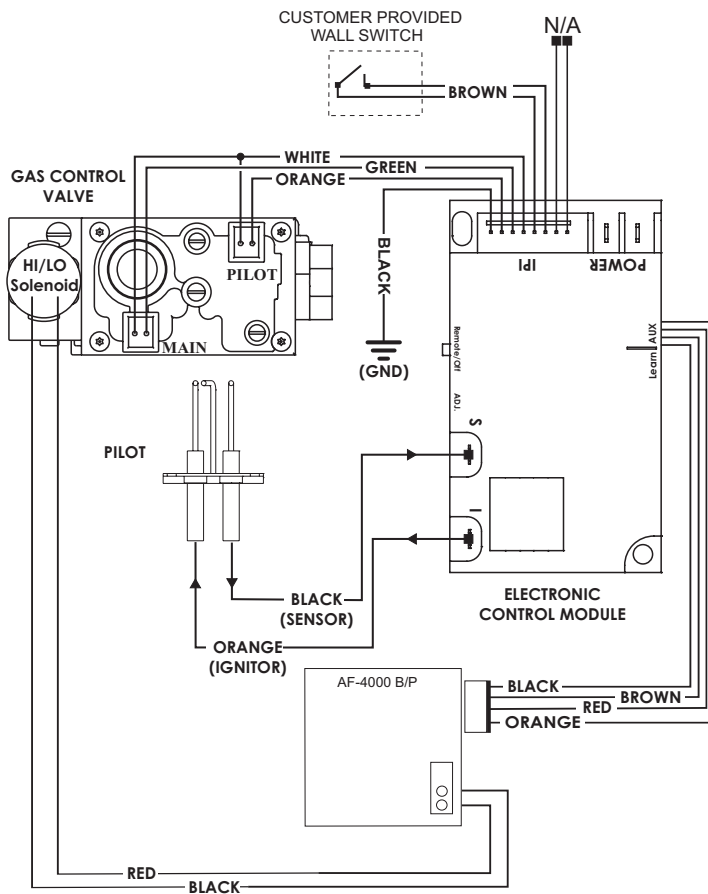 CUSTOMER PROVIDED
WALL SWITCH
N/A
BROWN
WHITE
GREEN
ORANGE
GAS CONTROL
VALVE
HI/LO
Solenoid
PILOT
MAIN
BLACK
(GND)
IPI
POWER
Remote/Off
ADJ.
Learn
AUX
S
I
PILOT
BLACK
(SENSOR)
ORANGE
(IGNITOR)
ELECTRONIC
CONTROL MODULE
AF-4000 B/P
BLACK
BROWN
RED
ORANGE
RED
BLACK